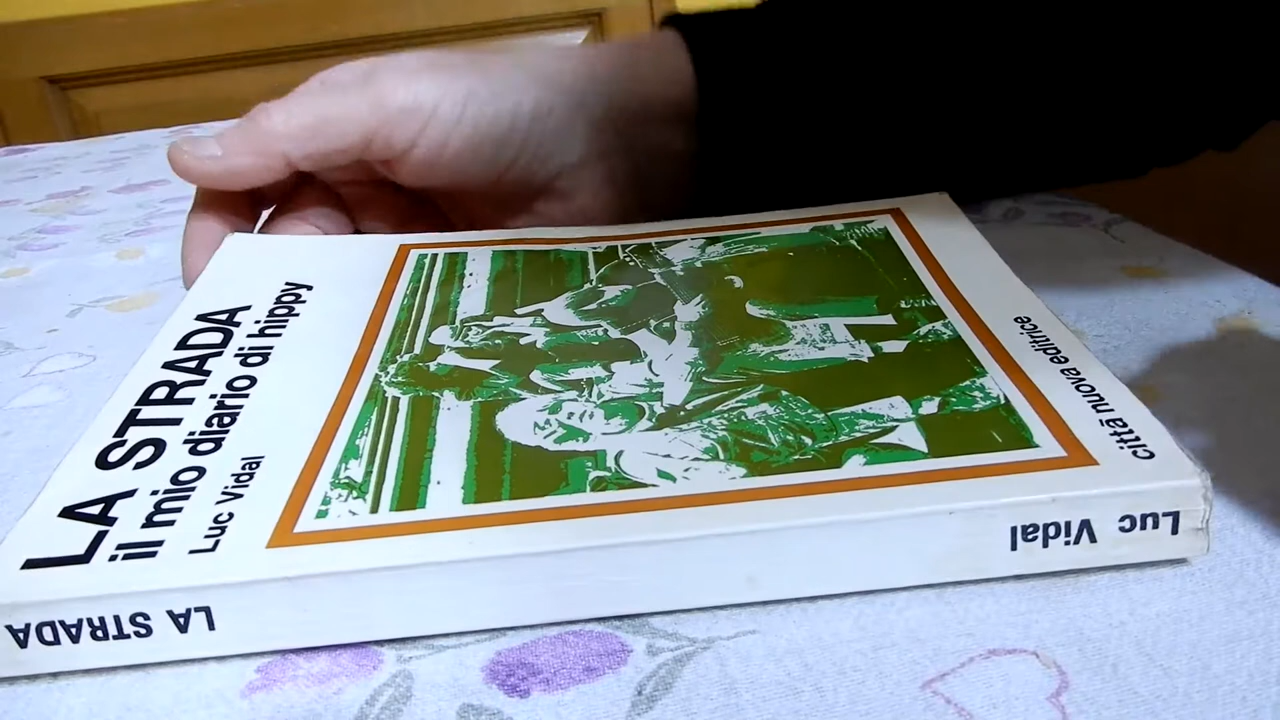 LA STRADA
il mio diario di hippy
Luc Vidal
città nuova editrice
LA STRADA
Luc Vidal